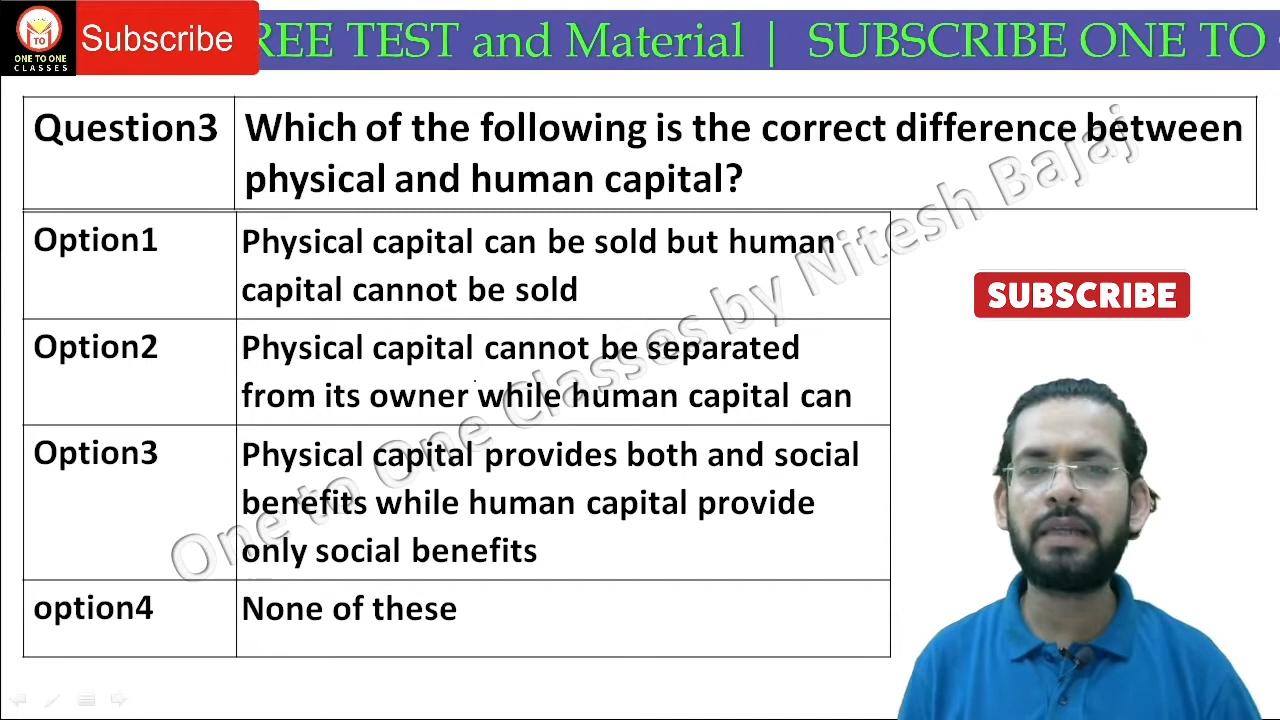 TO
ONE TO ONE
CLASSES
Subscribe
REE TEST and Material | SUBSCRIBE ONE TO
Question3
Which of the following is the correct difference between
physical and human capital?
Option1
Physical capital can be sold but human
capital cannot be sold
Option2
Physical capital cannot be separated
from its owner while human capital can
Option3
Physical capital provides both and social
benefits while human capital provide
only social benefits
option4
None of these
SUBSCRIBE
One to One Classes by Nitesh Bajaj